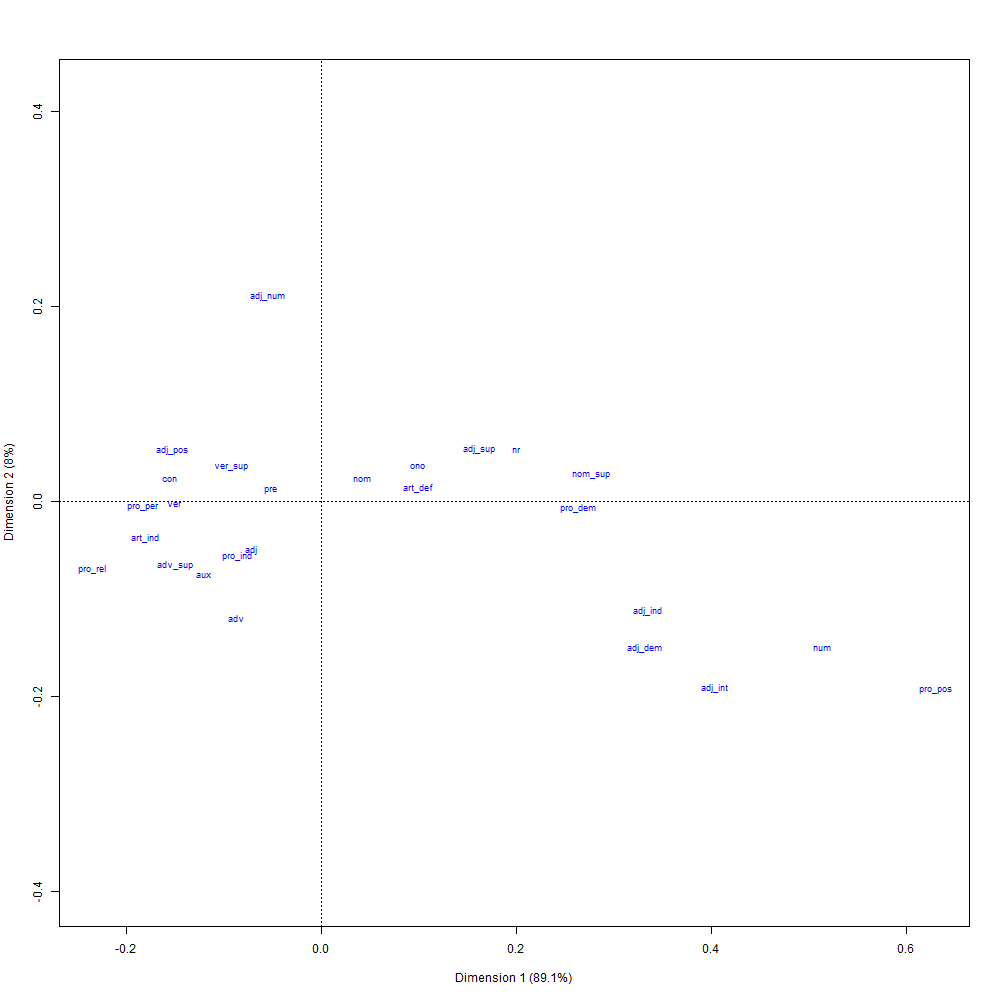 0.4
0.2
0.0
-0.2
-0.4
Dimension 2 (8%)
adj_num
adj_pos
adj_sup
nr
ver_sup
ono
nom_sup
con
nom
pre
art_def
pro_per
ver
pro_dem
art_ind
adj
pro_ind
pro_rel
adv_sup
aux
adv
adj_ind
adj_dem
num
adj_int
pro_pos
-0.2 0.0 0.2 0.4 0.6
Dimension 1 (89.1%)